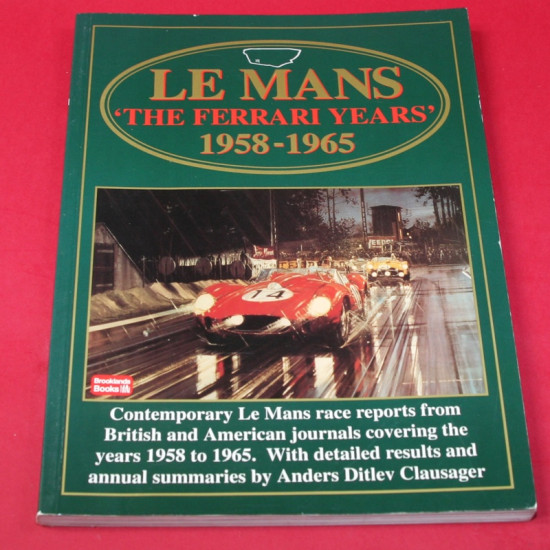 LE MANS
'THE FERRARI YEARS'
1958-1965
14
Brooklands
Books
Contemporary Le Mans race reports from
British and American journals covering the
years 1958 to 1965. With detailed results and
annual summaries by Anders Ditlev Clausager